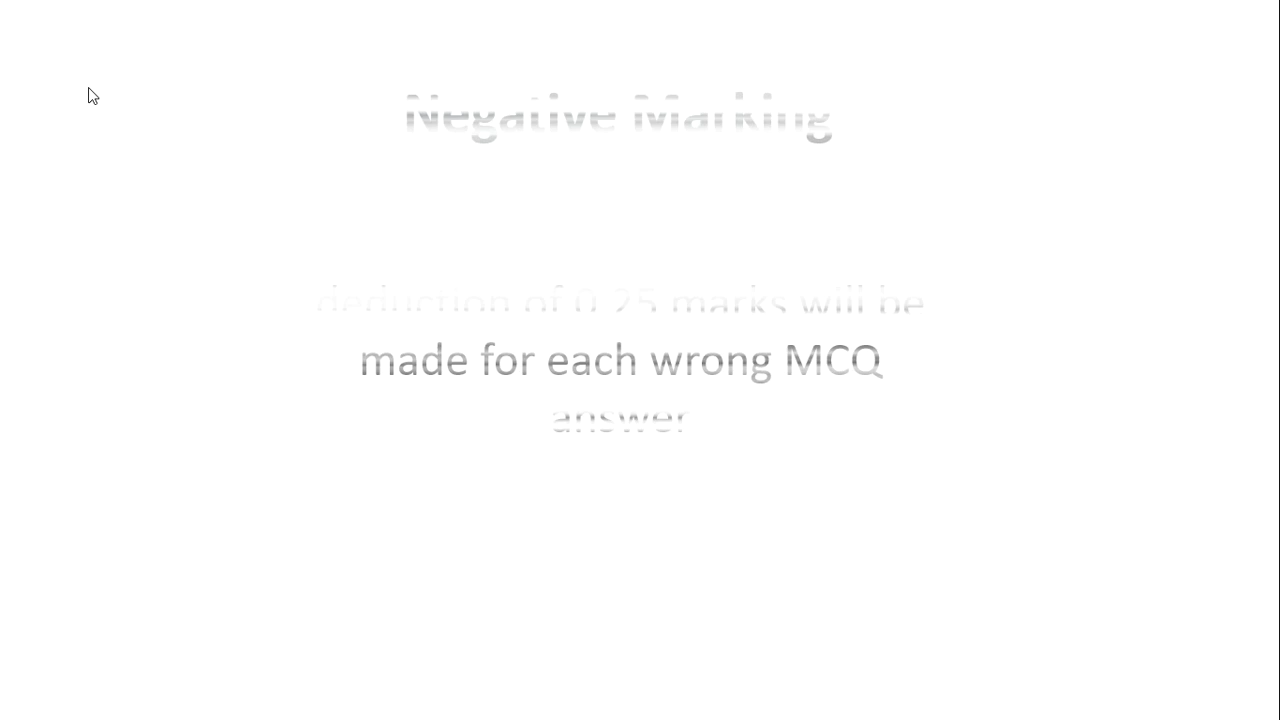 Negative Marking
deduction of 0.25 marks will be
made for each wrong MCQ
answer